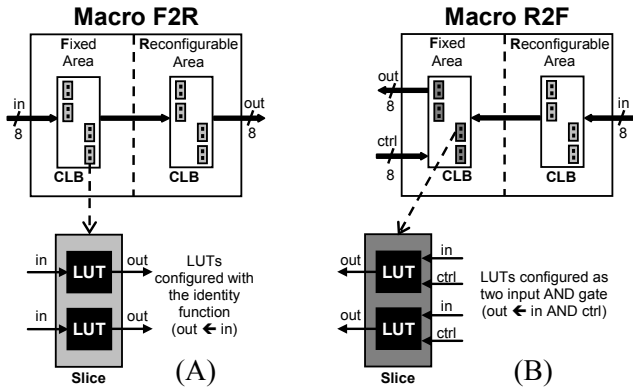 Macro F2R
Fixed
Area
Reconfigurable
Area
in
8
out
8
CLB
CLB
in
LUT
out
in
LUT
out
Slice
LUTs
configured with
the identity
function
(out ← in)
(A)
Macro R2F
Fixed
Area
Reconfigurable
Area
out
8
ctrl
8
in
8
CLB
CLB
out
LUT
in
ctrl
out
LUT
in
ctrl
Slice
LUTs configured as
two input AND gate
(out ← in AND ctrl)
(B)